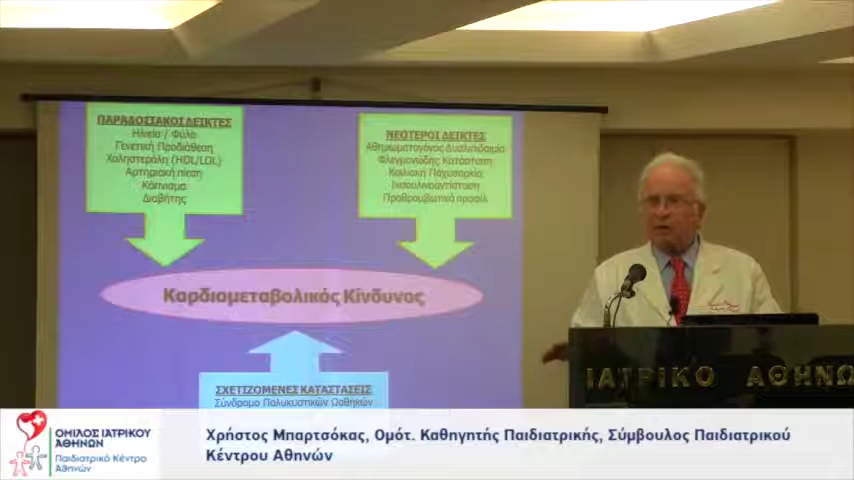 ΠΑΡΑΔΟΣΙΑΚΟΙ ΔΕΙΚΤΕΣ
Ηλικία / Φύλο
Γενετική Προδιάθεση
Χοληστερόλη (HDL/LDL)
Αρτηριακή πίεση
Κάπνισμα
Διαβήτης
ΝΕΟΤΕΡΟΙ ΔΕΙΚΤΕΣ
Αθηρωματογόνος Δυσλιπιδαιμία
Φλεγμονώδης Κατάσταση
Κοιλιακή Παχυσαρκία
Ινσουλινοαντίσταση
Προθρομβωτικό προφίλ
Καρδιομεταβολικός Κίνδυνος
ΣΧΕΤΙΖΟΜΕΝΕΣ ΚΑΤΑΣΤΑΣΕΙΣ
Σύνδρομο Πολυκυστικών Ωοθηκών
ΙΑΤΡΙΚΟ ΑΘΗΝΩ
ΟΜΙΛΟΣ ΙΑΤΡΙΚΟΥ
ΑΘΗΝΩΝ
Παιδιατρικό Κέντρο
Αθηνών
Χρήστος Μπαρτσόκας, Ομότ. Καθηγητής Παιδιατρικής, Σύμβουλος Παιδιατρικού
Κέντρου Αθηνών